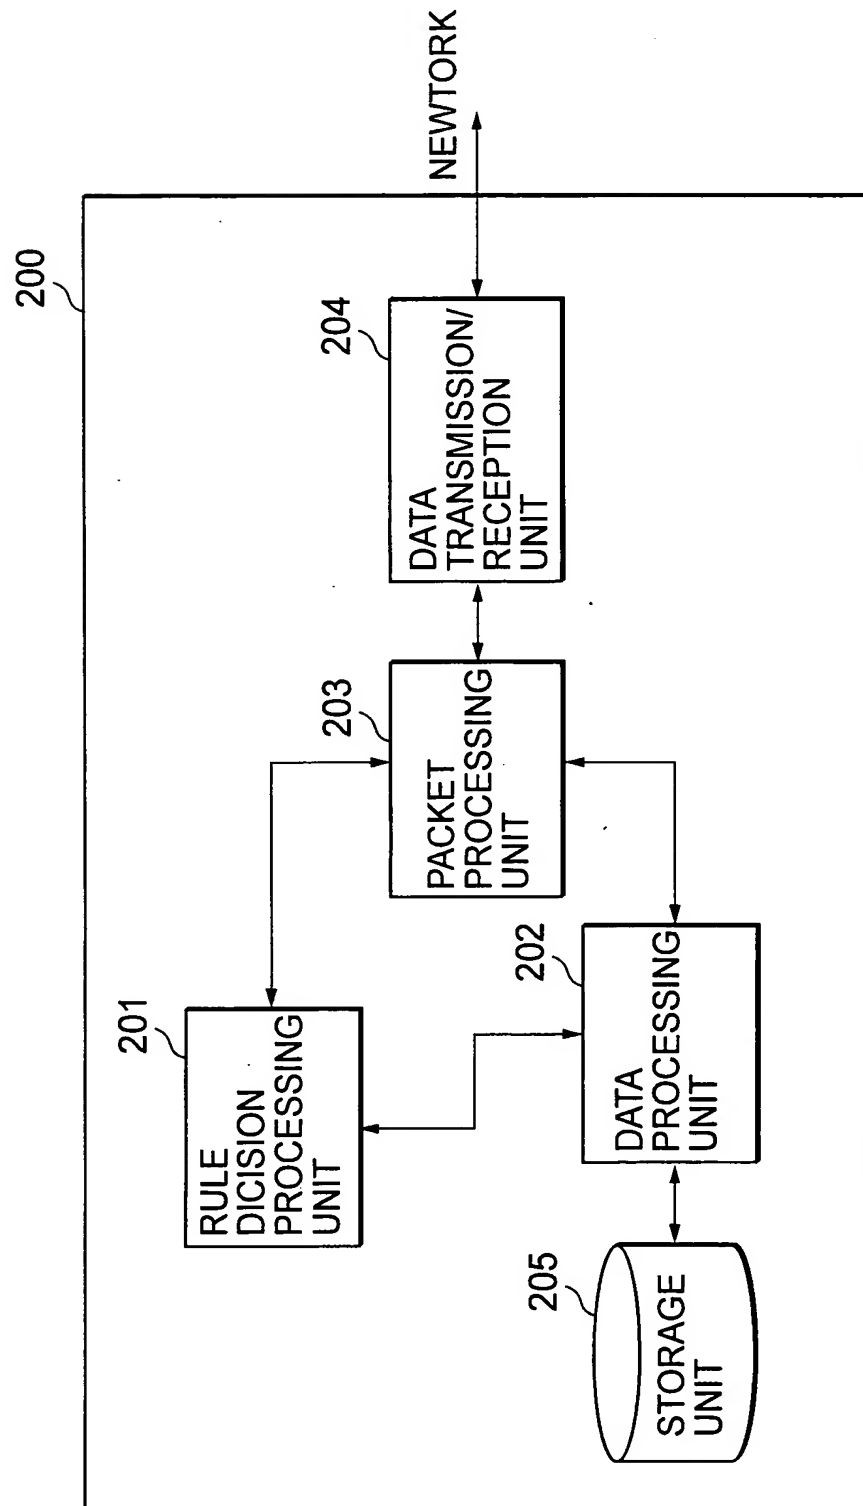 200
201
RULE
DICISION
PROCESSING
UNIT
203
PACKET
PROCESSING
UNIT
204
DATA
TRANSMISSION/
RECEPTION
UNIT
NEWTORK
205
STORAGE
UNIT
202
DATA
PROCESSING
UNIT